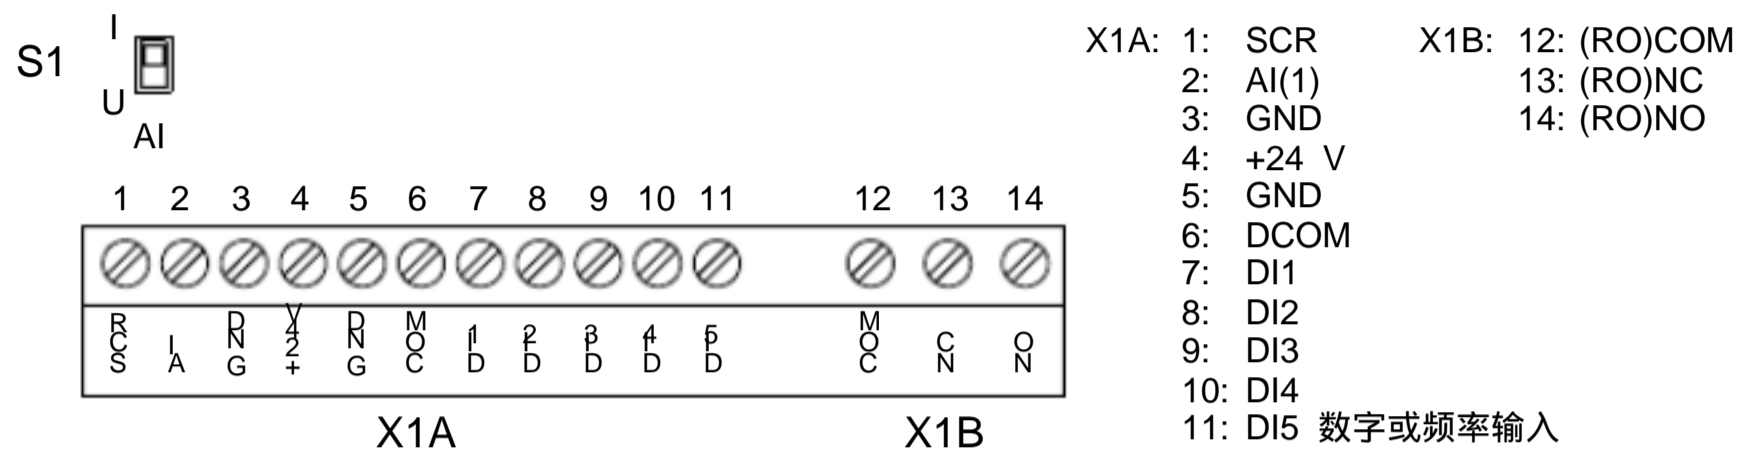 I
S1
U
AI
1 2 3 4 5 6 7 8 9 10 11 12 13 14
SCR AI GND +24V GND COM DI1 DI2 DI3 DI4 DI5 COM NC NO
X1A X1B
X1A: 1: SCR X1B: 12: (RO)COM
2: AI(1) 13: (RO)NC
3: GND 14: (RO)NO
4: +24 V
5: GND
6: DCOM
7: DI1
8: DI2
9: DI3
10: DI4
11: DI5 数字或频率输入